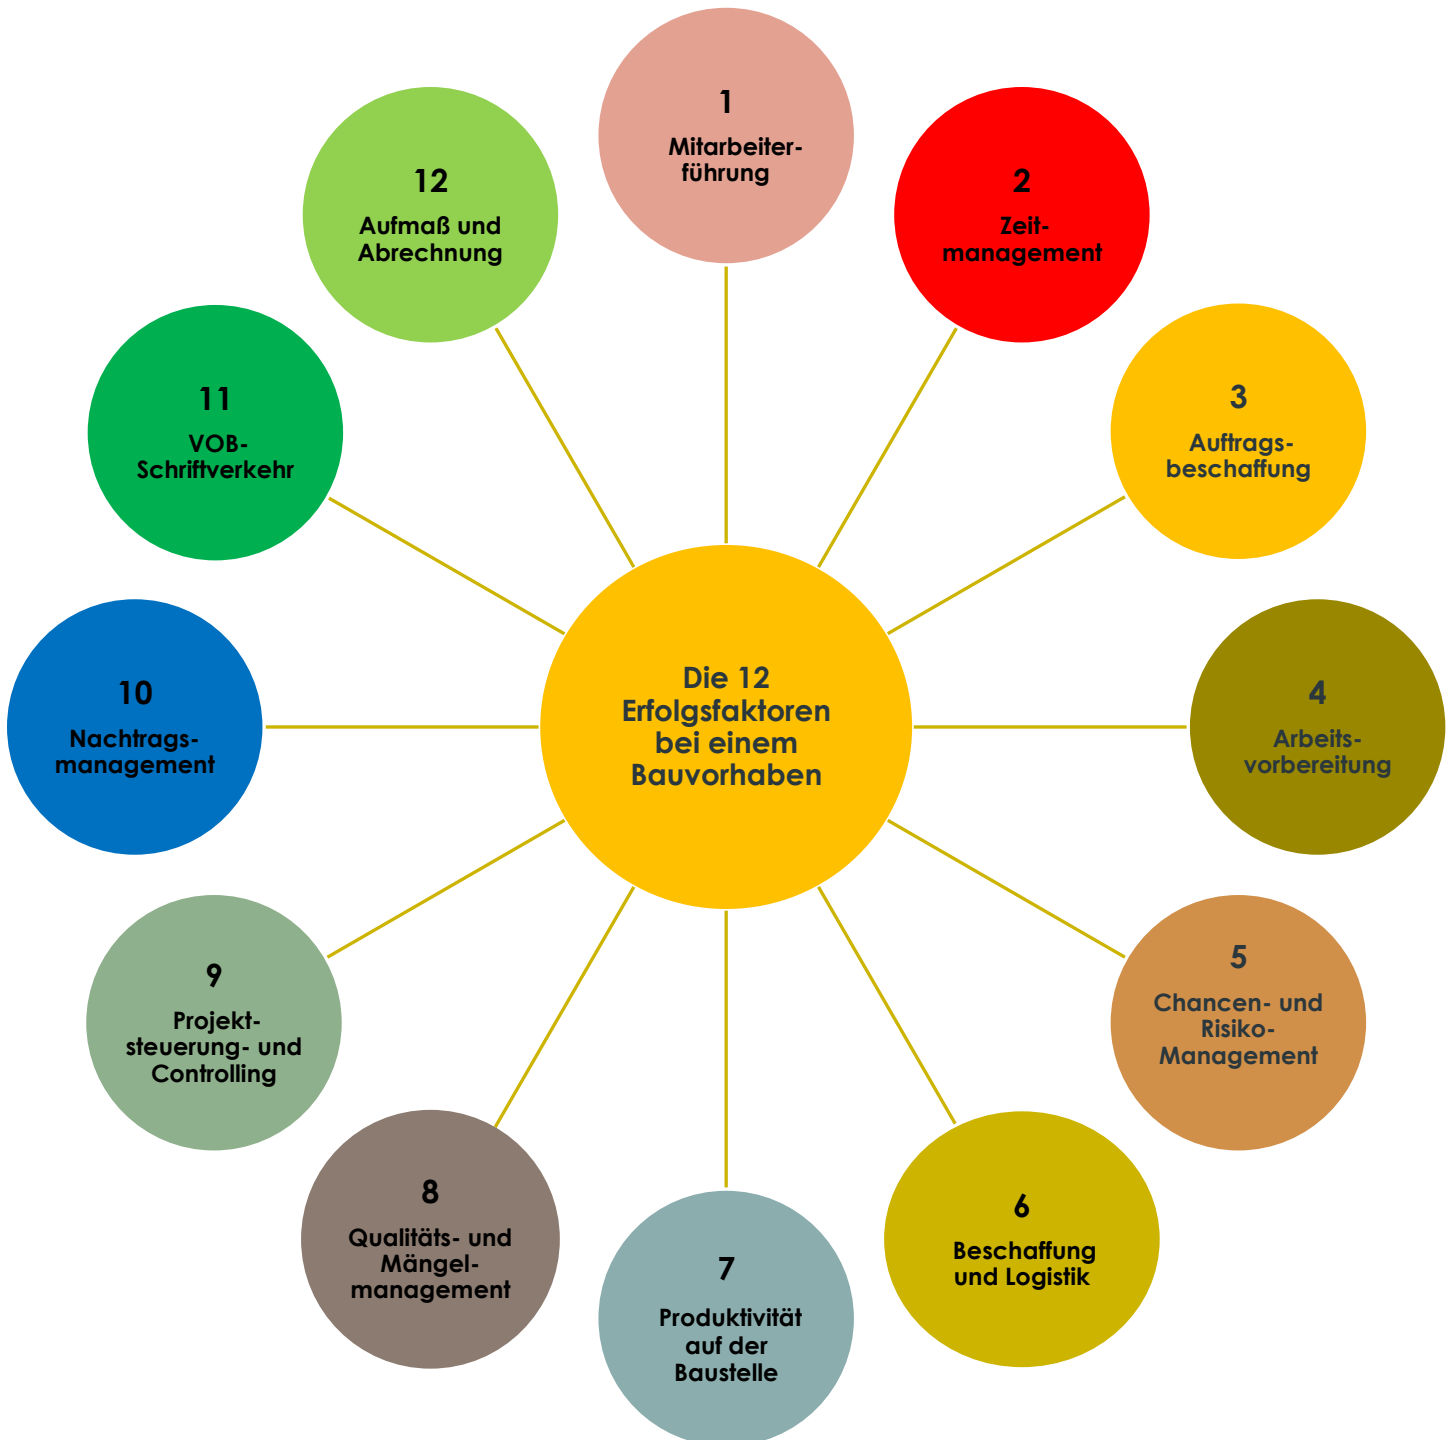 Die 12
Erfolgsfaktoren
bei einem
Bauvorhaben
1
Mitarbeiter-
führung
2
Zeit-
management
3
Auftrags-
beschaffung
4
Arbeits-
vorbereitung
5
Chancen- und
Risiko-
Management
6
Beschaffung
und Logistik
7
Produktivität
auf der
Baustelle
8
Qualitäts- und
Mängel-
management
9
Projekt-
steuerung- und
Controlling
10
Nachtrags-
management
11
VOB-
Schriftverkehr
12
Aufmaß und
Abrechnung